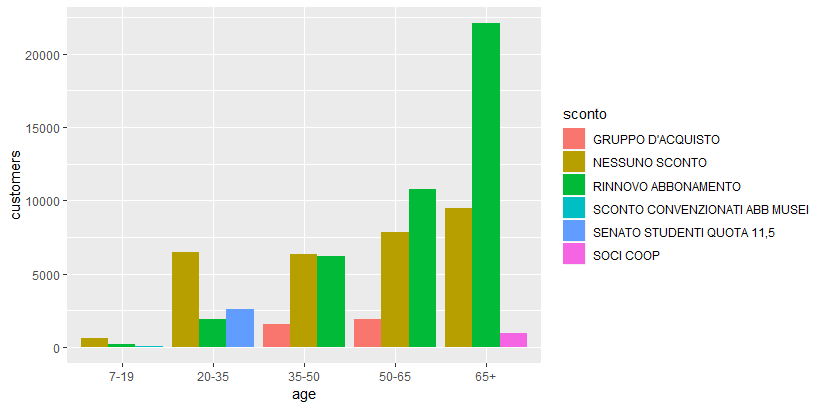 customers
20000
15000
10000
5000
0
7-19 20-35 35-50 50-65 65+
age
sconto
GRUPPO D'ACQUISTO
NESSUNO SCONTO
RINNOVO ABBONAMENTO
SCONTO CONVENZIONATI ABB MUSEI
SENATO STUDENTI QUOTA 11,5
SOCI COOP